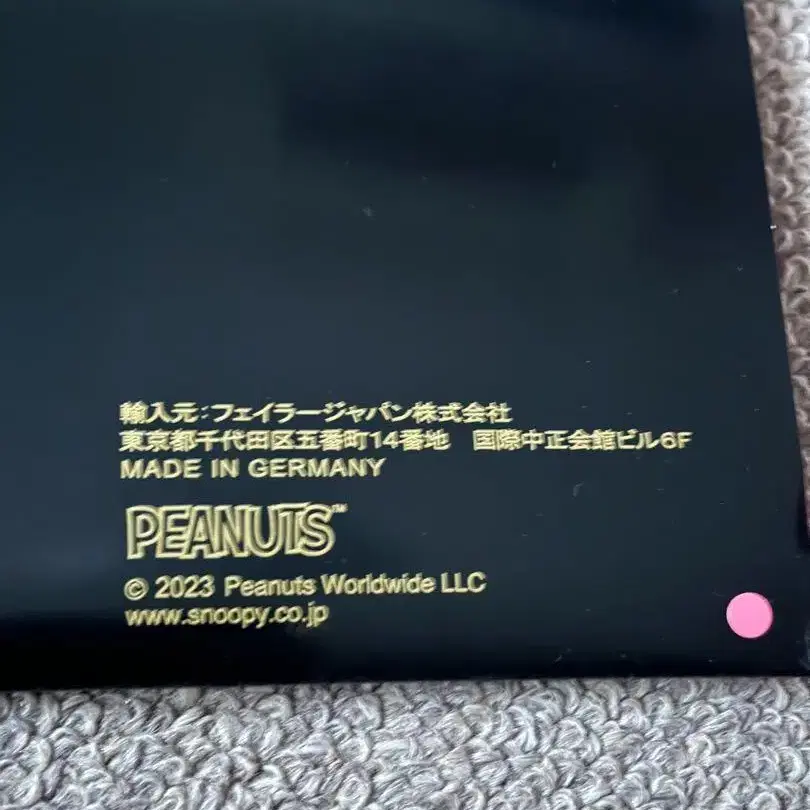 輸入元:フェイラージャパン株式会社
東京都千代田区五番町14番地　国際中正会館ビル6F
MADE IN GERMANY
PEANUTS™
© 2023 Peanuts Worldwide LLC
www.snoopy.co.jp